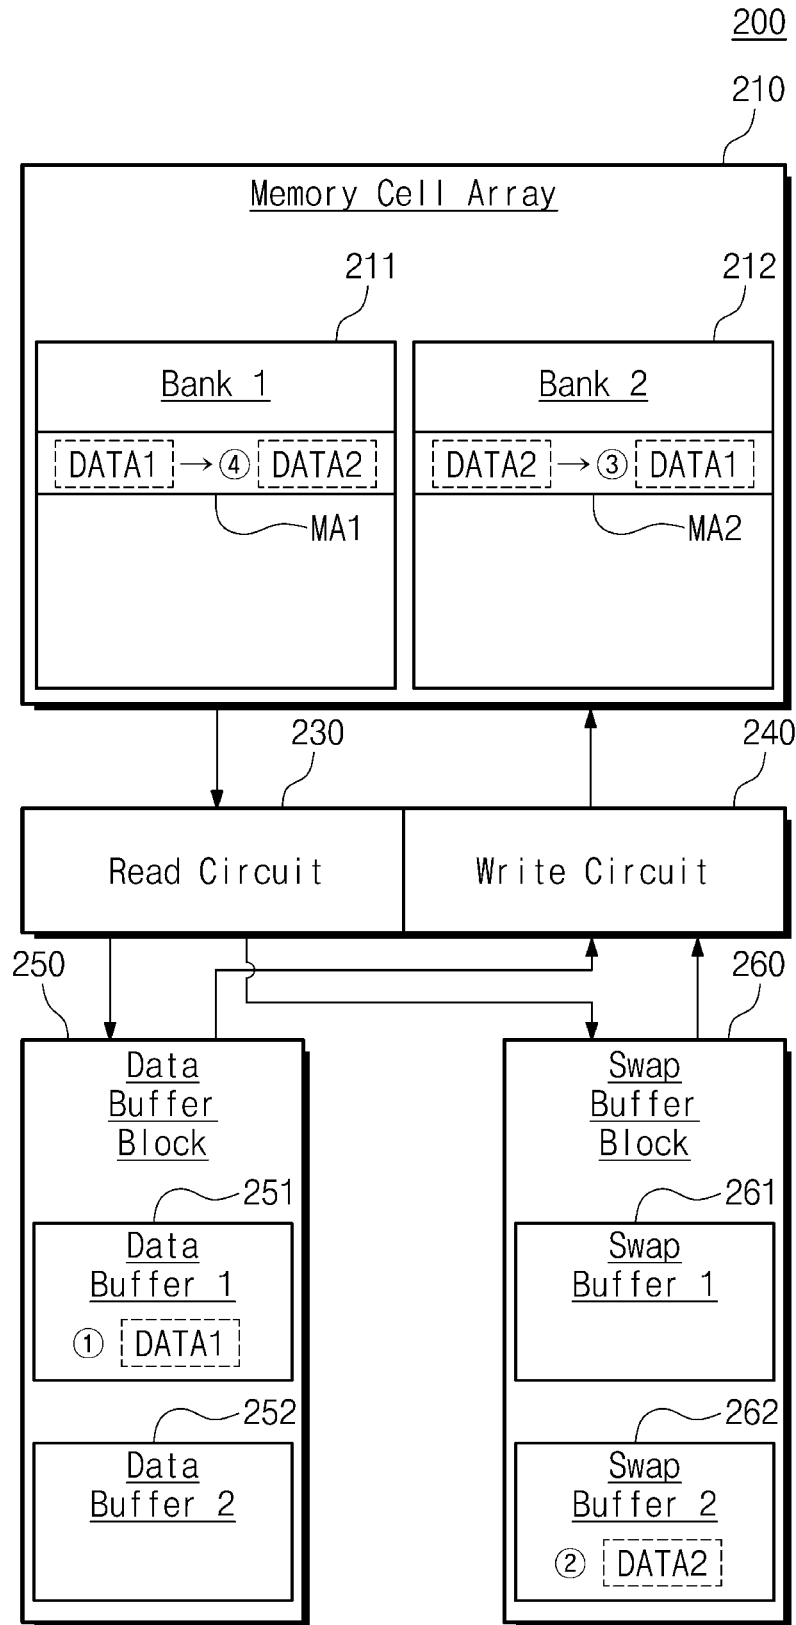 200
210
Memory Cell Array
211
212
Bank 1
Bank 2
DATA1 → ④ DATA2
DATA2 → ③ DATA1
MA1
MA2
230
240
Read Circuit
Write Circuit
250
260
Data
Buffer
Block
Swap
Buffer
Block
251
261
Data
Buffer 1
① DATA1
Swap
Buffer 1
252
262
Data
Buffer 2
Swap
Buffer 2
② DATA2